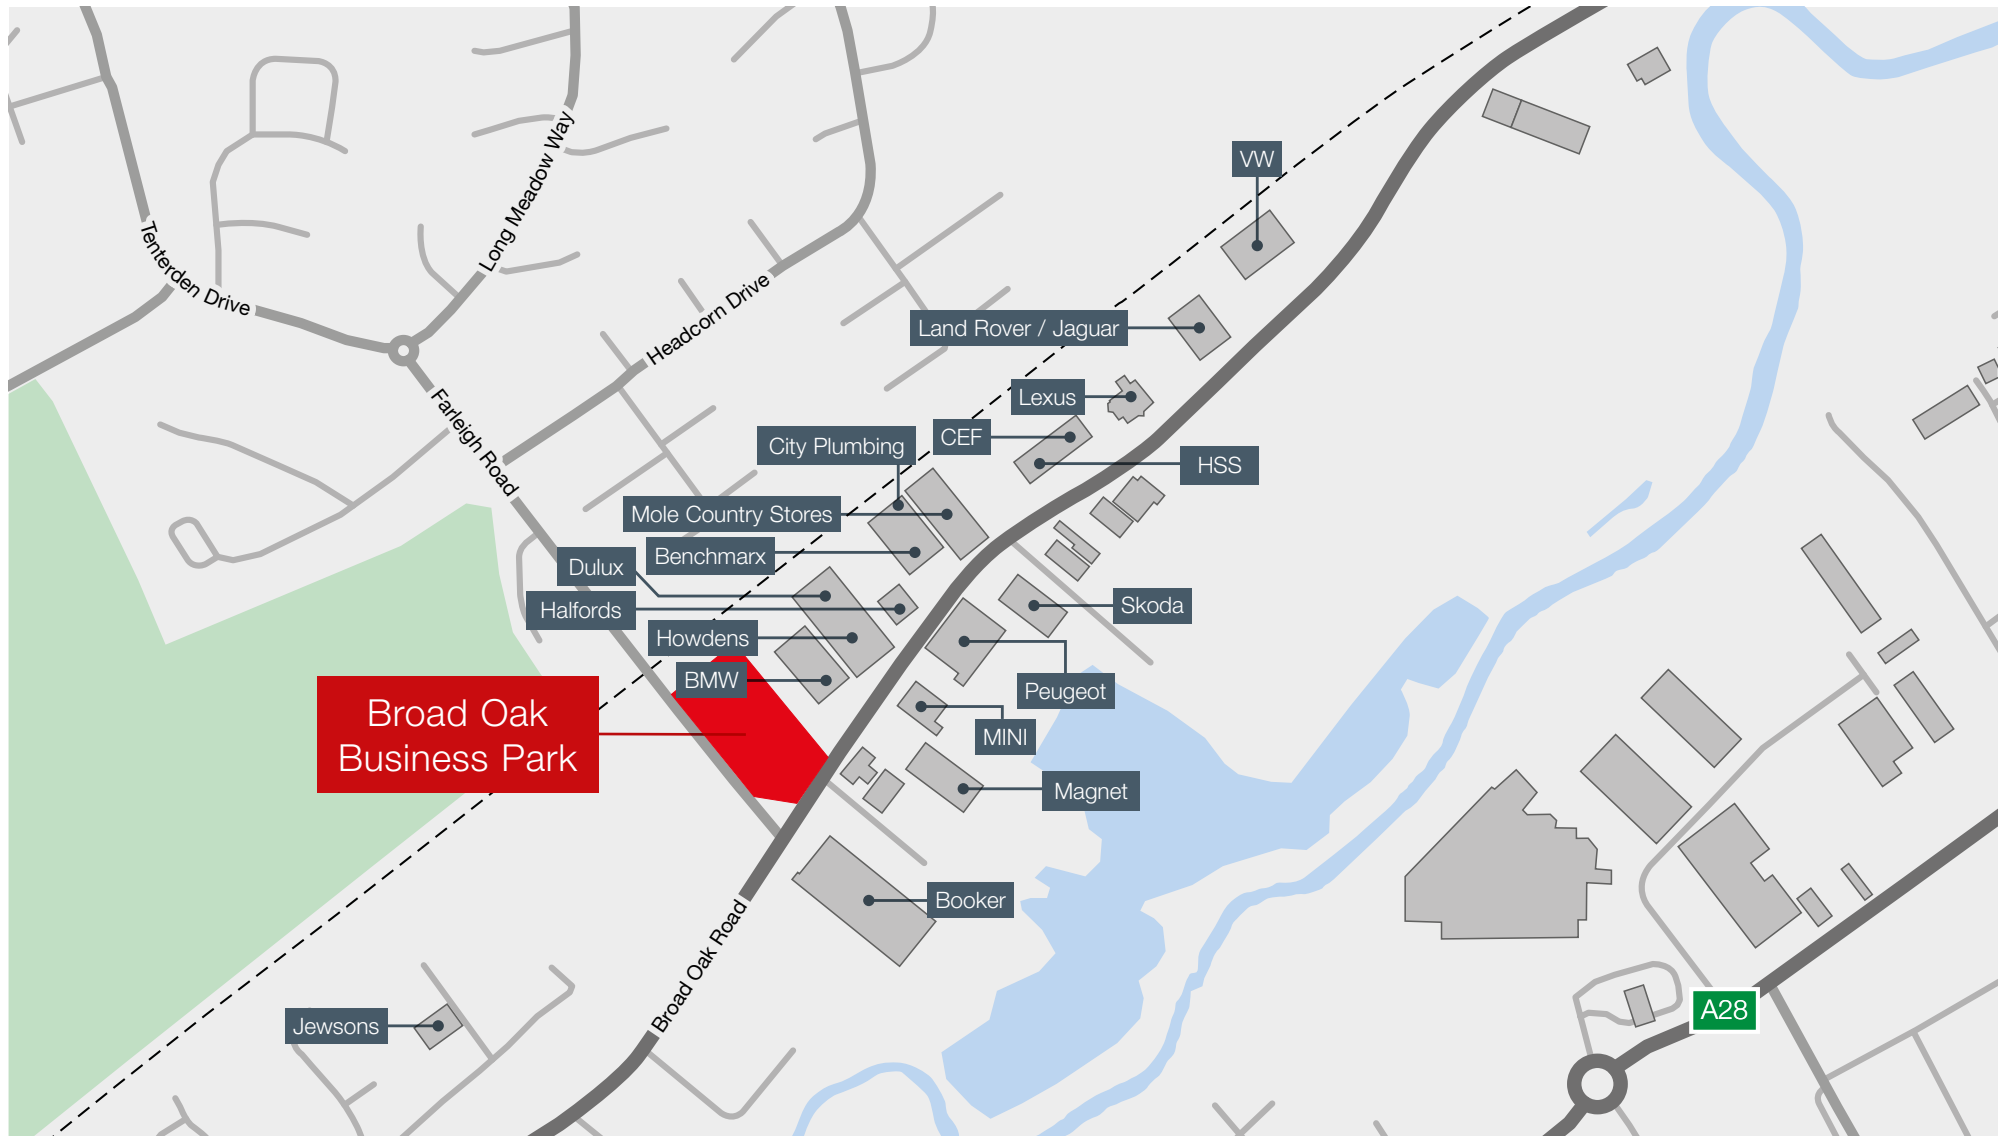 VW
Long Meadow Way
Tenterden Drive
Headcorn Drive
Land Rover / Jaguar
Lexus
Farleigh Road
City Plumbing
CEF
HSS
Mole Country Stores
Benchmarx
Dulux
Halfords
Skoda
Howdens
BMW
Peugeot
Broad Oak
Business Park
MINI
Magnet
Booker
Broad Oak Road
Jewsons
A28